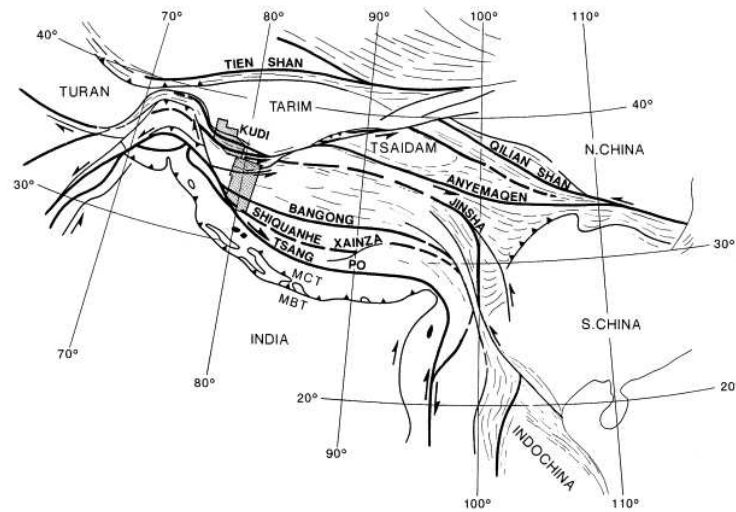 70°
80°
90°
100°
110°
40°
TIEN SHAN
TURAN
TARIM
40°
KUDI
TSAIDAM
QILIAN SHAN
N.CHINA
ANYEMAQEN
30°
JINSHA
BANGONG
SHIQUANHE XAINZA
TSANG PO
30°
MCT
MBT
INDIA
S.CHINA
70°
80°
20°
20°
INDOCHINA
90°
100°
110°